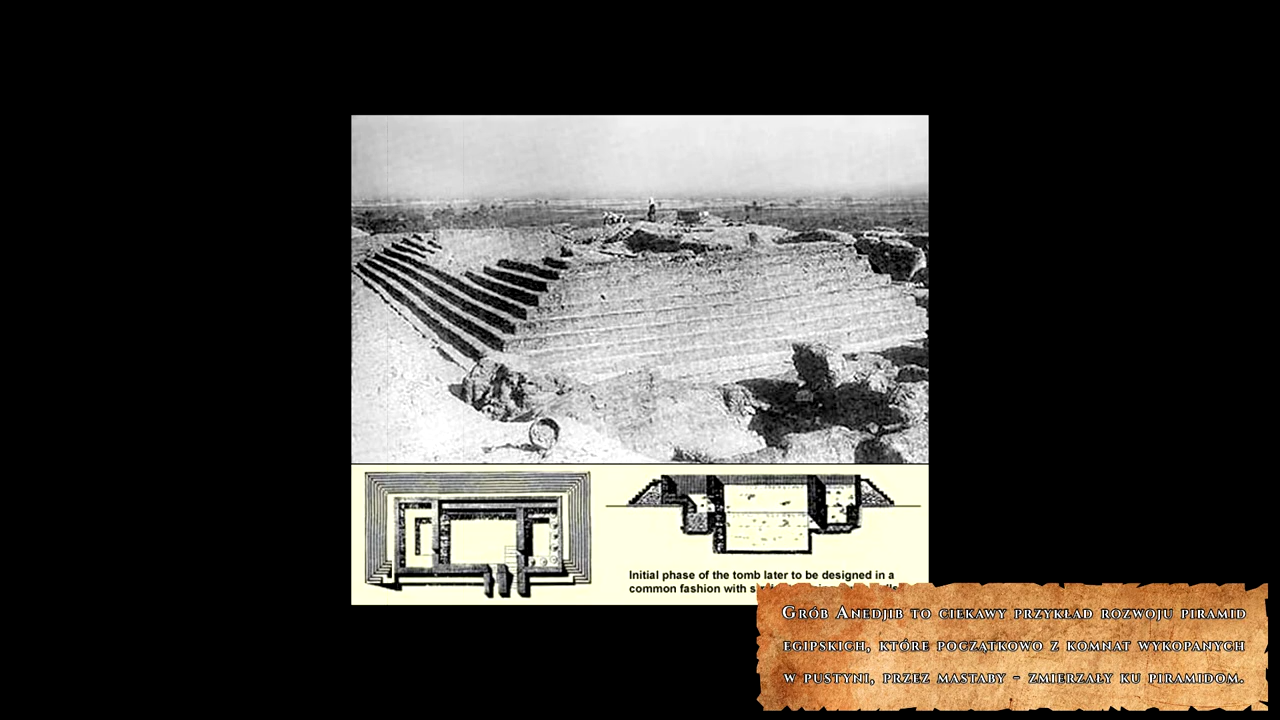 Initial phase of the tomb later to be designed in a
common fashion with
Grób Anedjib to ciekawy przykład rozwoju piramid
egipskich, które początkowo z komnat wykopanych
w pustyni, przez mastaby - zmierzały ku piramidom.